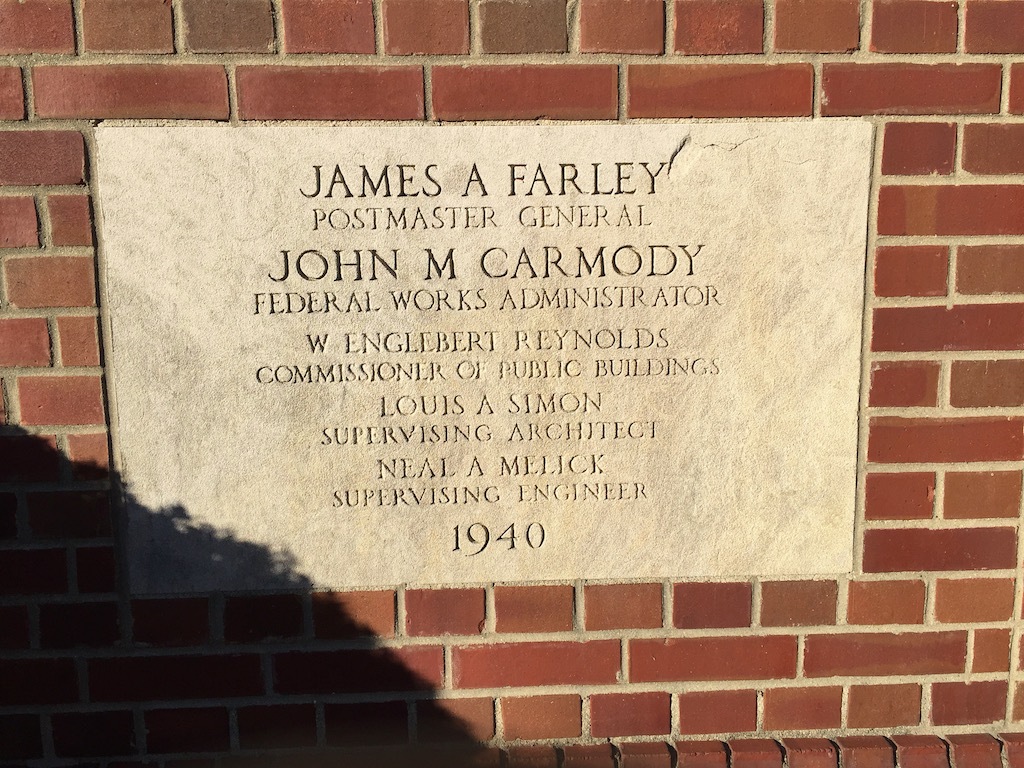 JAMES A FARLEY
POSTMASTER GENERAL
JOHN M CARMODY
FEDERAL WORKS ADMINISTRATOR
W ENGLEBERT REYNOLDS
COMMISSIONER OF PUBLIC BUILDINGS
LOUIS A SIMON
SUPERVISING ARCHITECT
NEAL A MELICK
SUPERVISING ENGINEER
1940